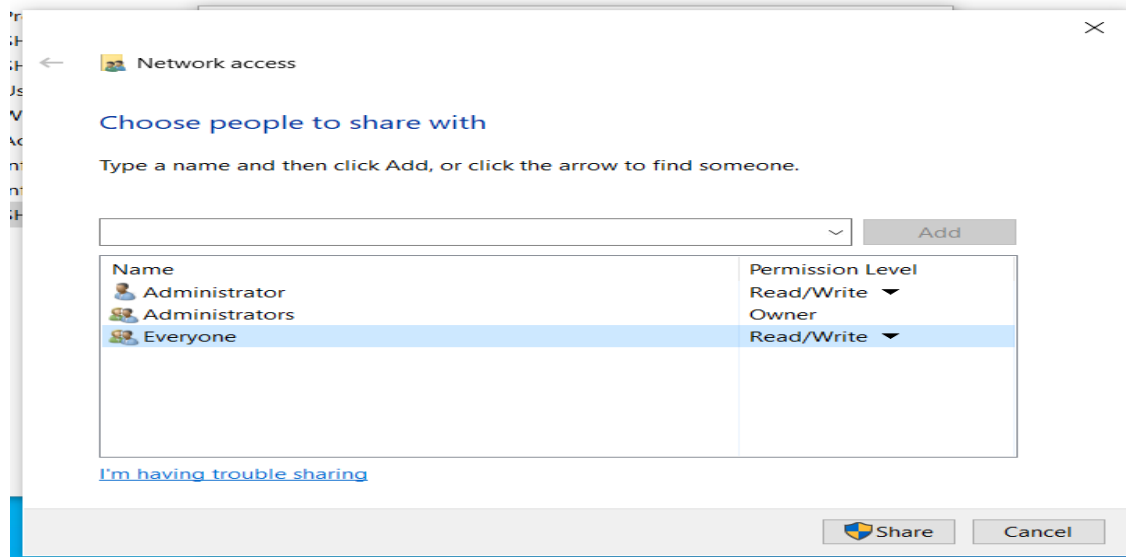 Network access
Choose people to share with
Type a name and then click Add, or click the arrow to find someone.
Add
Name Permission Level
Administrator Read/Write
Administrators Owner
Everyone Read/Write
I'm having trouble sharing
Share Cancel